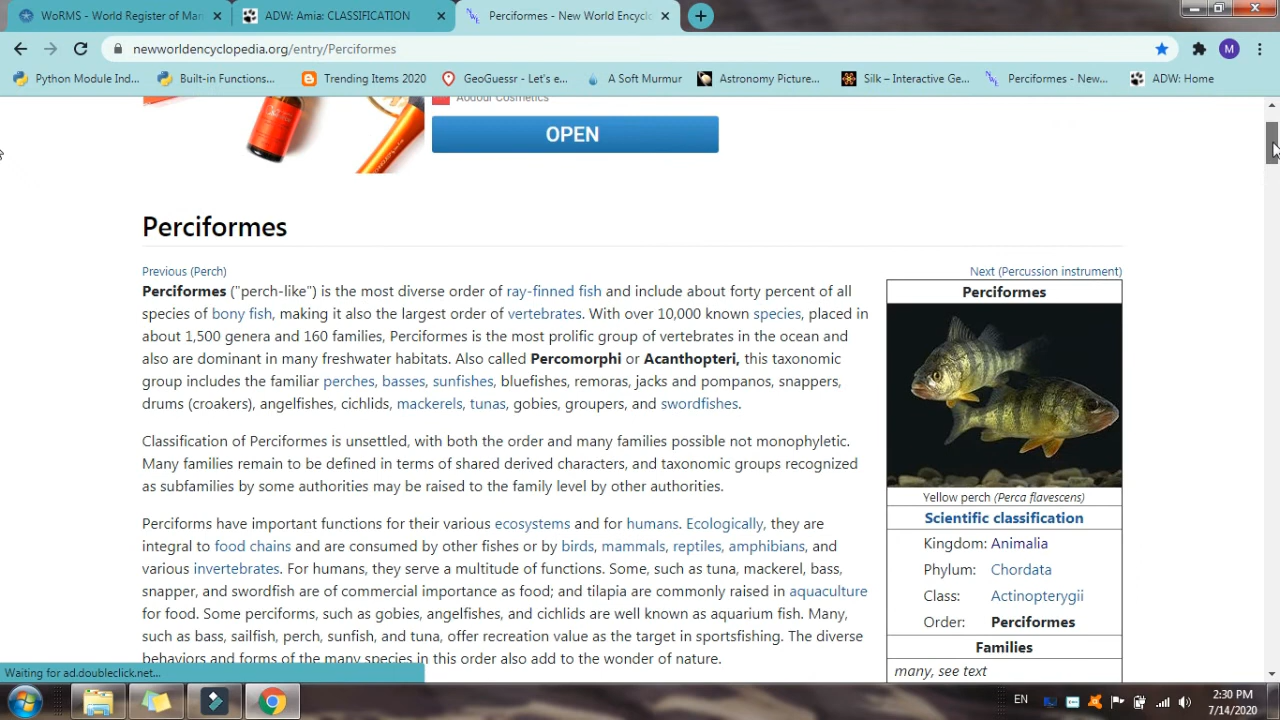 WoRMS - World Register of Mar
ADW: Amia: CLASSIFICATION
Perciformes - New World Encyclo
newworldencyclopedia.org/entry/Perciformes
M
Python Module Ind...
Built-in Functions...
Trending Items 2020
GeoGuessr - Let's e...
A Soft Murmur
Astronomy Picture...
Silk – Interactive Ge...
Perciformes - New...
ADW: Home
Addour Cosmetics
OPEN
Perciformes
Previous (Perch)
Next (Percussion instrument)
Perciformes ("perch-like") is the most diverse order of ray-finned fish and include about forty percent of all
species of bony fish, making it also the largest order of vertebrates. With over 10,000 known species, placed in
about 1,500 genera and 160 families, Perciformes is the most prolific group of vertebrates in the ocean and
also are dominant in many freshwater habitats. Also called Percomorphi or Acanthopteri, this taxonomic
group includes the familiar perches, basses, sunfishes, bluefishes, remoras, jacks and pompanos, snappers,
drums (croakers), angelfishes, cichlids, mackerels, tunas, gobies, groupers, and swordfishes.
Classification of Perciformes is unsettled, with both the order and many families possible not monophyletic.
Many families remain to be defined in terms of shared derived characters, and taxonomic groups recognized
as subfamilies by some authorities may be raised to the family level by other authorities.
Perciforms have important functions for their various ecosystems and for humans. Ecologically, they are
integral to food chains and are consumed by other fishes or by birds, mammals, reptiles, amphibians, and
various invertebrates. For humans, they serve a multitude of functions. Some, such as tuna, mackerel, bass,
snapper, and swordfish are of commercial importance as food; and tilapia are commonly raised in aquaculture
for food. Some perciforms, such as gobies, angelfishes, and cichlids are well known as aquarium fish. Many,
such as bass, sailfish, perch, sunfish, and tuna, offer recreation value as the target in sportsfishing. The diverse
behaviors and forms of the many species in this order also add to the wonder of nature.
Perciformes
Yellow perch (Perca flavescens)
Scientific classification
Kingdom: Animalia
Phylum: Chordata
Class: Actinopterygii
Order: Perciformes
Families
many, see text
Waiting for ad.doubleclick.net...
EN
2:30 PM
7/14/2020